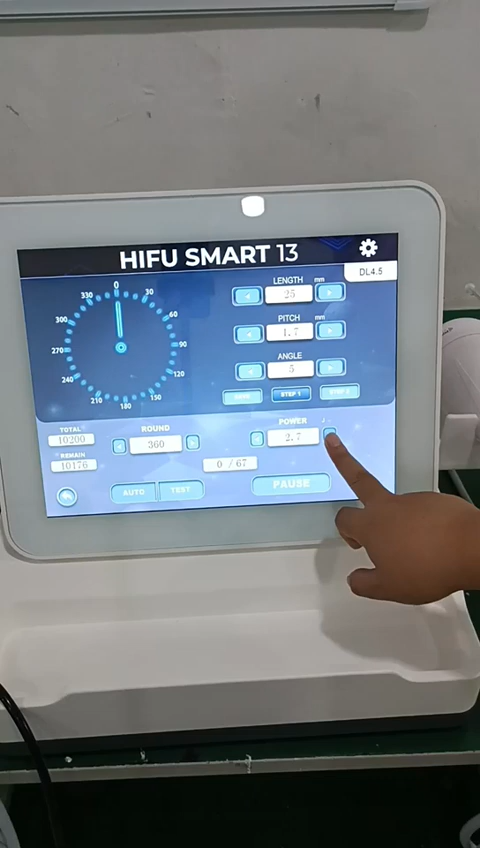 HIFU SMART 13
DL4.5
0
30
60
90
120
150
180
210
240
270
300
330
LENGTH mm
25
PITCH mm
1.7
ANGLE
5
STEP 1
TOTAL
10200
REMAIN
10176
ROUND
360
POWER J
2.7
0 / 67
AUTO
TEST
PAUSE